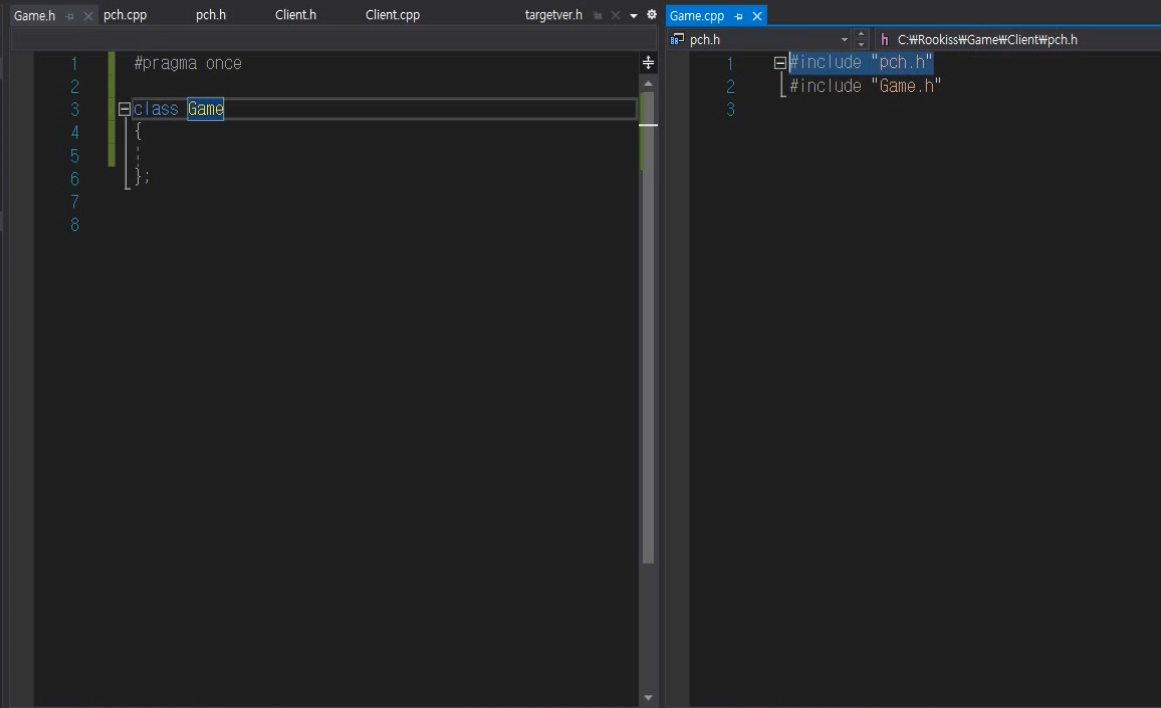 Game.h pch.cpp pch.h Client.h Client.cpp targetver.h
1 #pragma once
2
3 class Game
4 {
5
6 };
7
8
Game.cpp
pch.h C:₩Rookiss₩Game₩Client₩pch.h
1 #include "pch.h"
2 #include "Game.h"
3